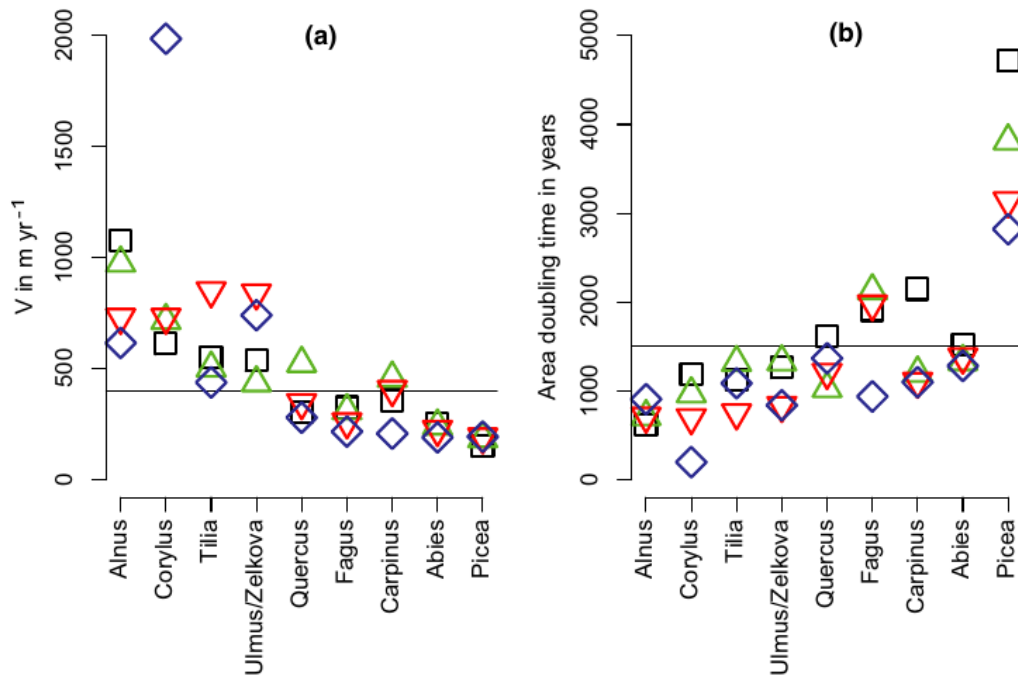 (a)
V in m yr⁻¹
2000
1500
1000
500
0
Alnus
Corylus
Tilia
Ulmus/Zelkova
Quercus
Fagus
Carpinus
Abies
Picea
(b)
Area doubling time in years
5000
4000
3000
2000
1000
0
Alnus
Corylus
Tilia
Ulmus/Zelkova
Quercus
Fagus
Carpinus
Abies
Picea